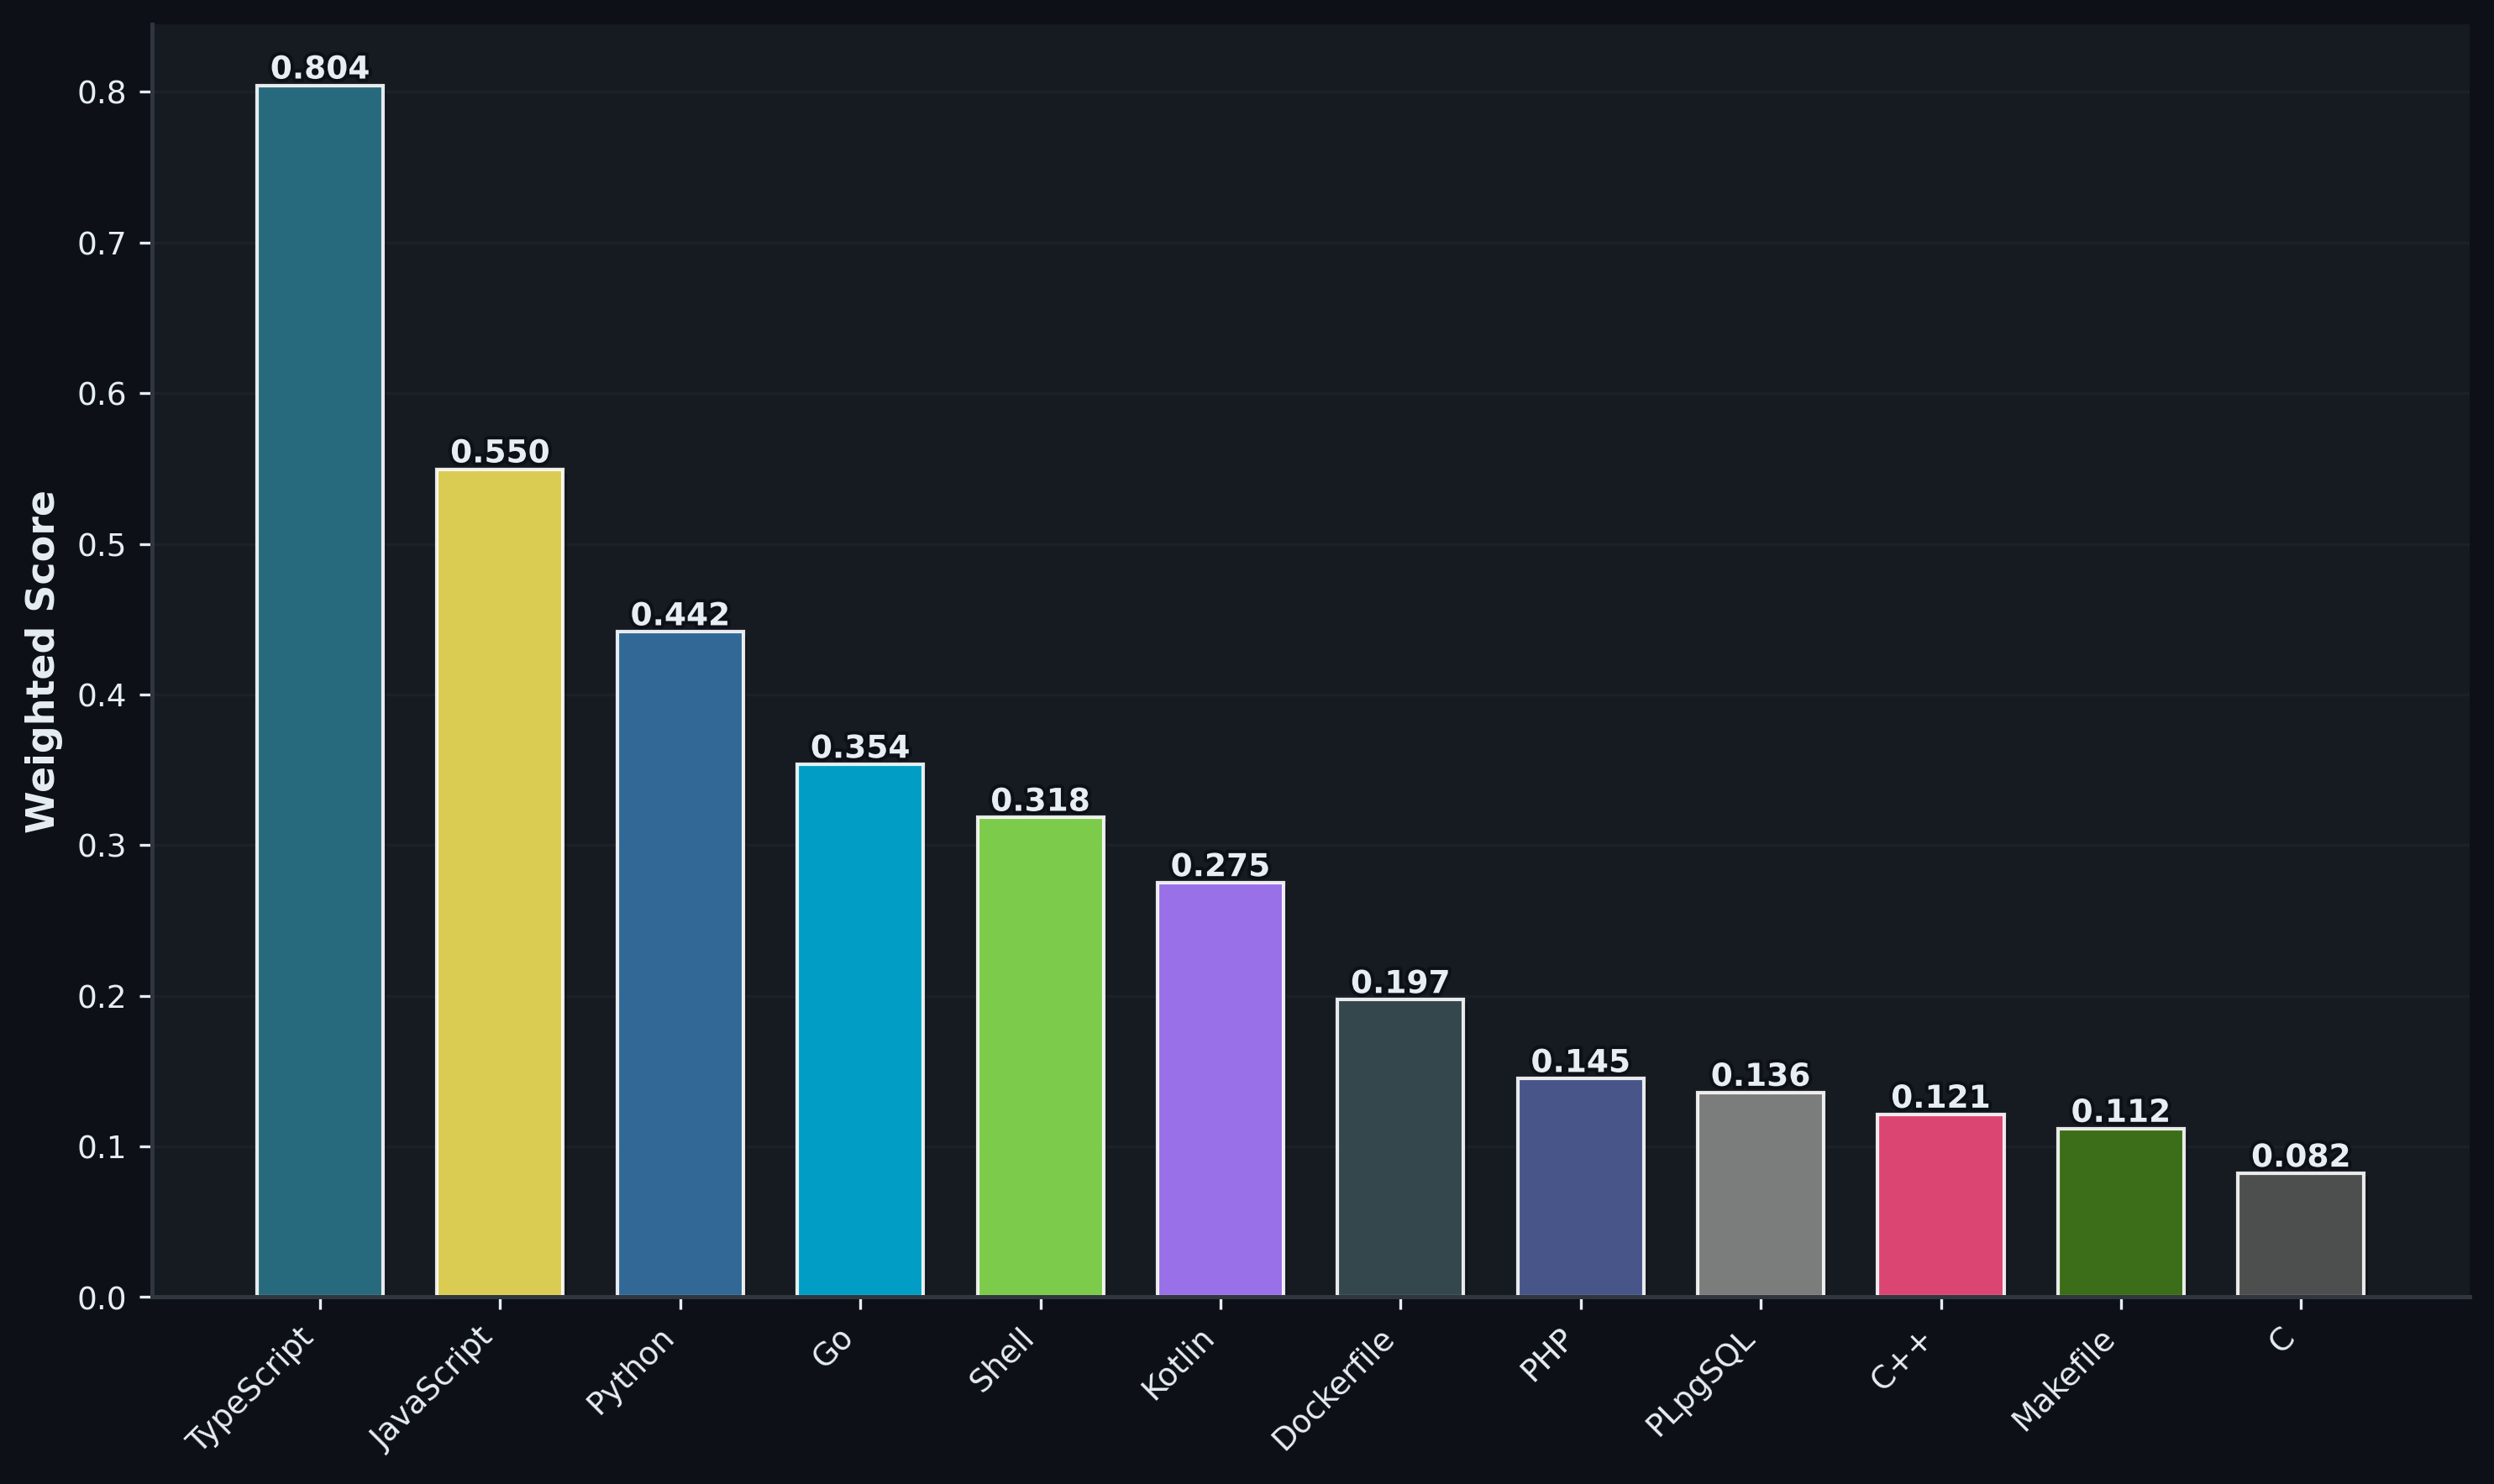 Weighted Score
0.8
0.7
0.6
0.5
0.4
0.3
0.2
0.1
0.0
0.804
0.550
0.442
0.354
0.318
0.275
0.197
0.145
0.136
0.121
0.112
0.082
TypeScript
JavaScript
Python
Go
Shell
Kotlin
Dockerfile
PHP
PLpgSQL
C++
Makefile
C